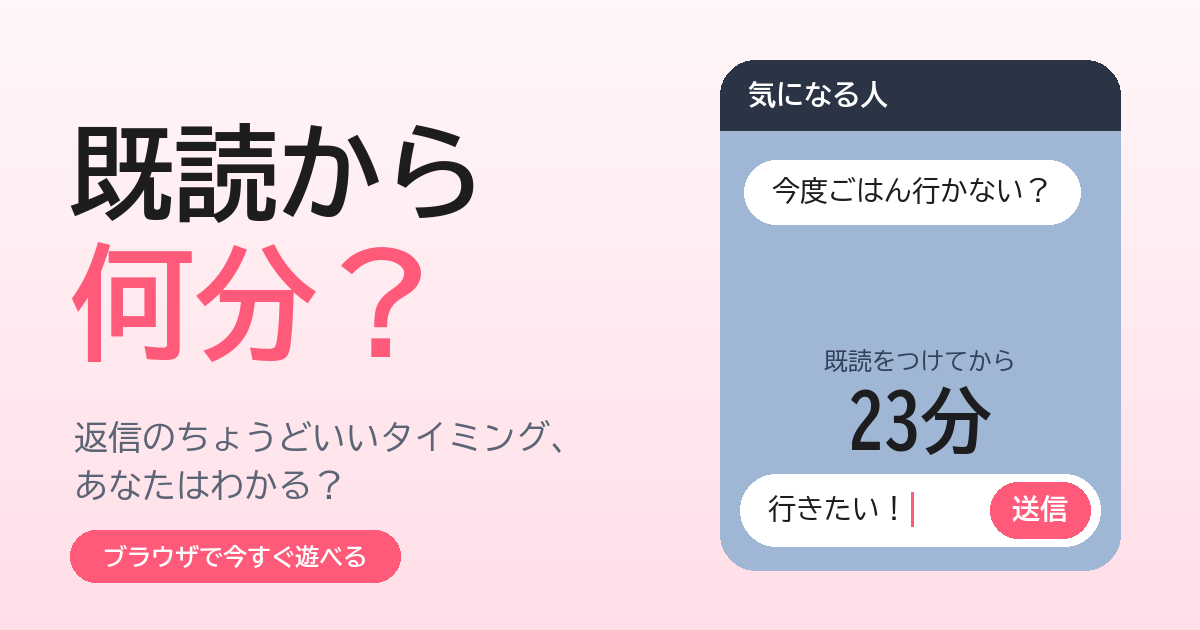 既読から
何分？
返信のちょうどいいタイミング、
あなたはわかる？
ブラウザで今すぐ遊べる
気になる人
今度ごはん行かない？
既読をつけてから
23分
行きたい！
送信